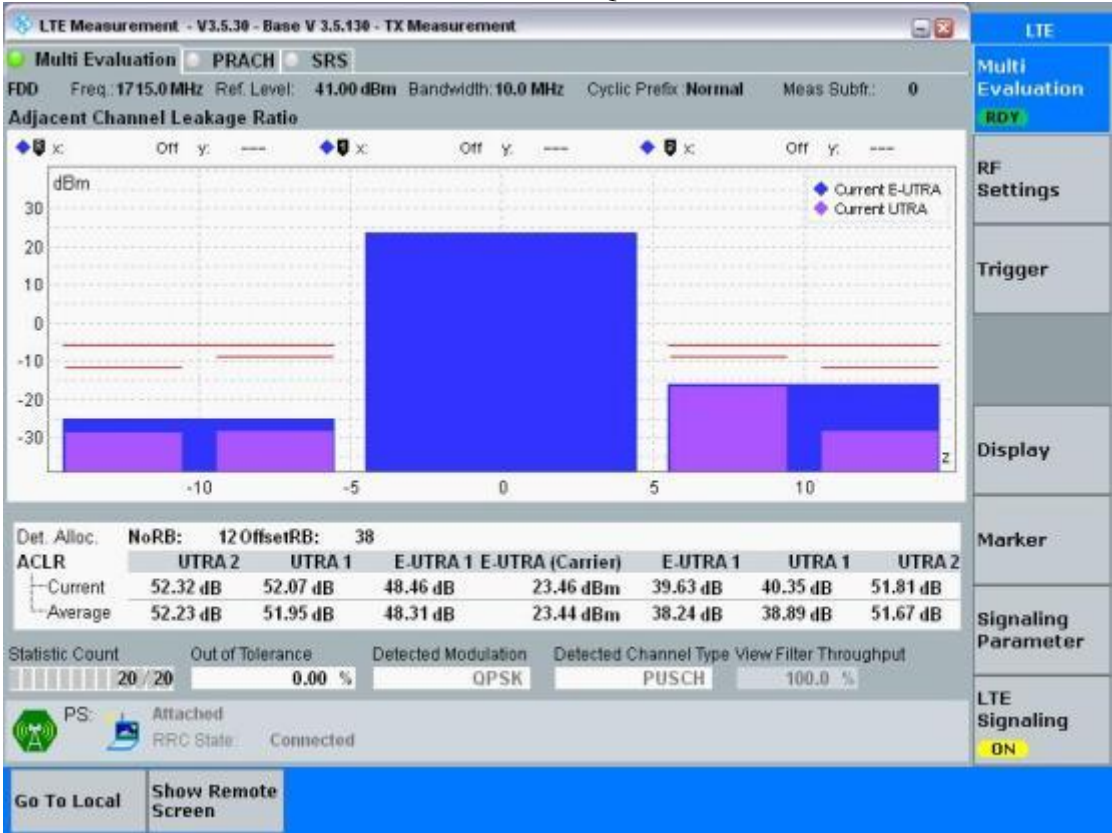 LTE Measurement - V3.5.30 - Base V 3.5.130 - TX Measurement
LTE
Multi Evaluation PRACH SRS
FDD Freq.: 1715.0 MHz Ref. Level: 41.00 dBm Bandwidth: 10.0 MHz Cyclic Prefix: Normal Meas Subfr.: 0
Adjacent Channel Leakage Ratio
x: Off y: --- x: Off y: --- x: Off y: ---
dBm
Current E-UTRA
Current UTRA
30
20
10
0
-10
-20
-30
z
-10 -5 0 5 10
Det. Alloc. NoRB: 12 OffsetRB: 38
ACLR UTRA 2 UTRA 1 E-UTRA 1 E-UTRA (Carrier) E-UTRA 1 UTRA 1 UTRA 2
Current 52.32 dB 52.07 dB 48.46 dB 23.46 dBm 39.63 dB 40.35 dB 51.81 dB
Average 52.23 dB 51.95 dB 48.31 dB 23.44 dBm 38.24 dB 38.89 dB 51.67 dB
Statistic Count Out of Tolerance Detected Modulation Detected Channel Type View Filter Throughput
20 / 20 0.00 % QPSK PUSCH 100.0 %
PS: Attached
RRC State: Connected
Multi
Evaluation
RDY
RF
Settings
Trigger
Display
Marker
Signaling
Parameter
LTE
Signaling
ON
Go To Local
Show Remote
Screen